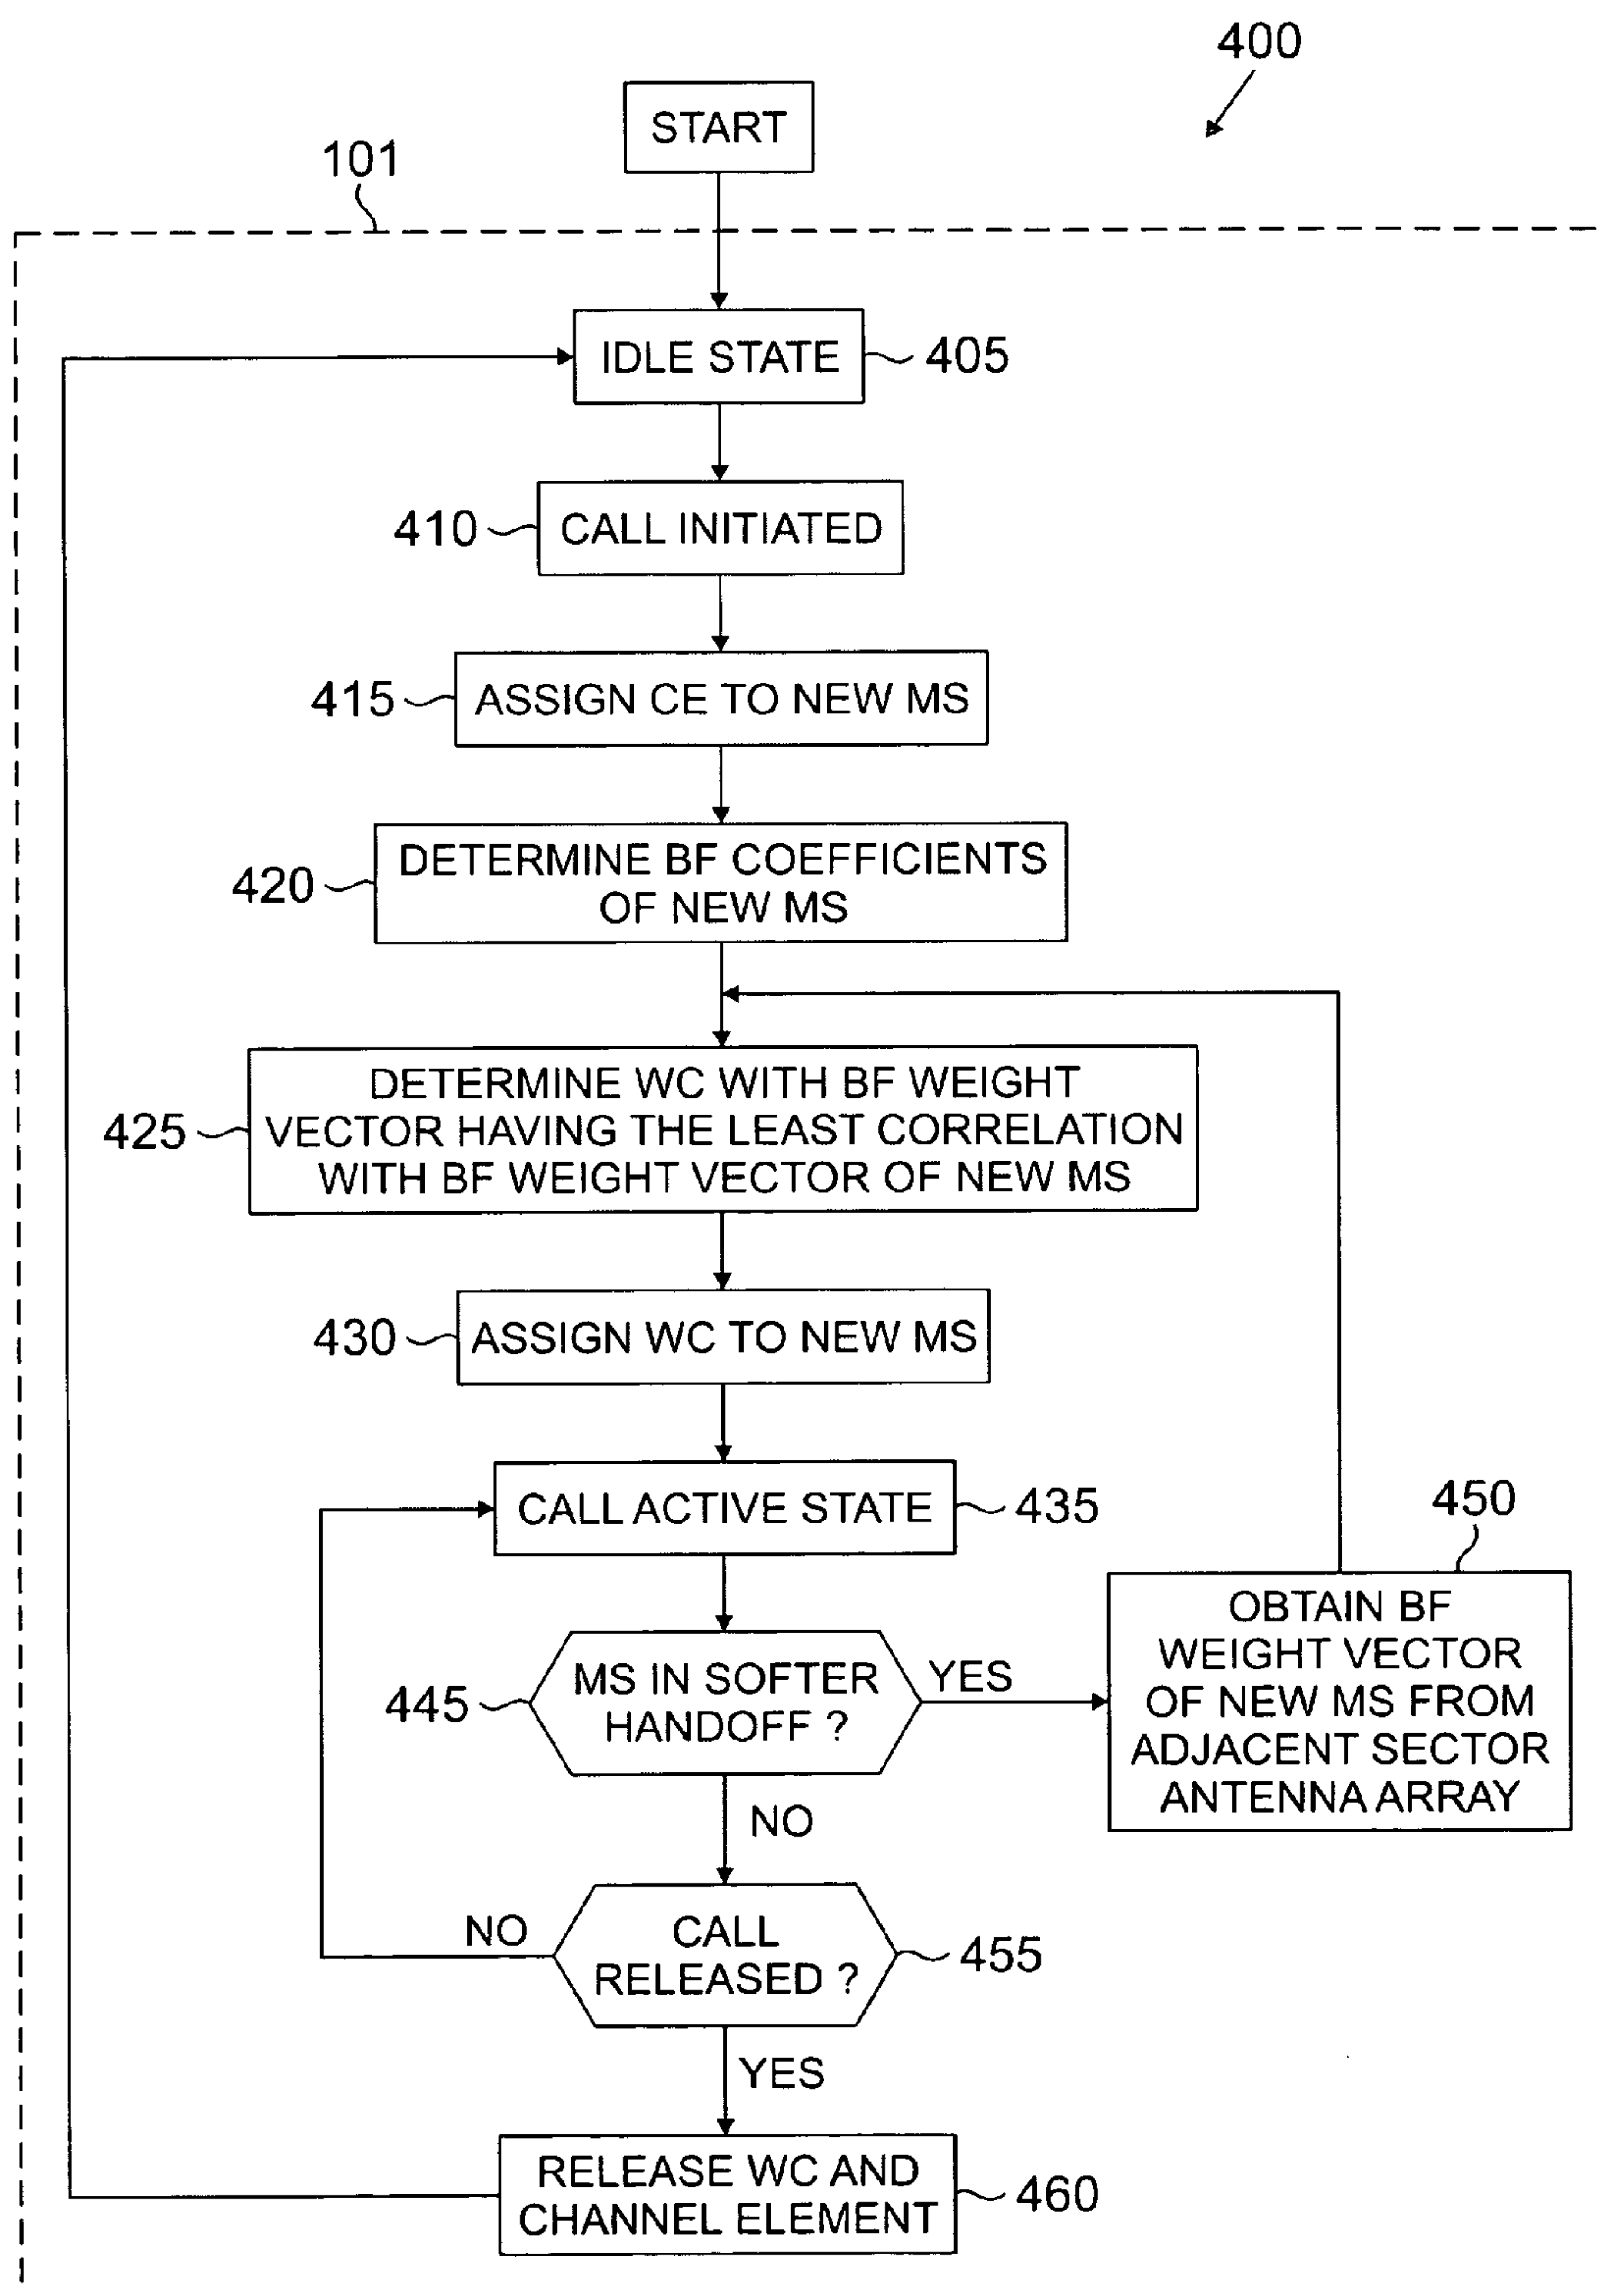 400
START
101
IDLE STATE
405
410
CALL INITIATED
415
ASSIGN CE TO NEW MS
420
DETERMINE BF COEFFICIENTS
OF NEW MS
425
DETERMINE WC WITH BF WEIGHT
VECTOR HAVING THE LEAST CORRELATION
WITH BF WEIGHT VECTOR OF NEW MS
430
ASSIGN WC TO NEW MS
CALL ACTIVE STATE
435
445
MS IN SOFTER
HANDOFF ?
YES
450
OBTAIN BF
WEIGHT VECTOR
OF NEW MS FROM
ADJACENT SECTOR
ANTENNA ARRAY
NO
NO
CALL
RELEASED ?
455
YES
RELEASE WC AND
CHANNEL ELEMENT
460